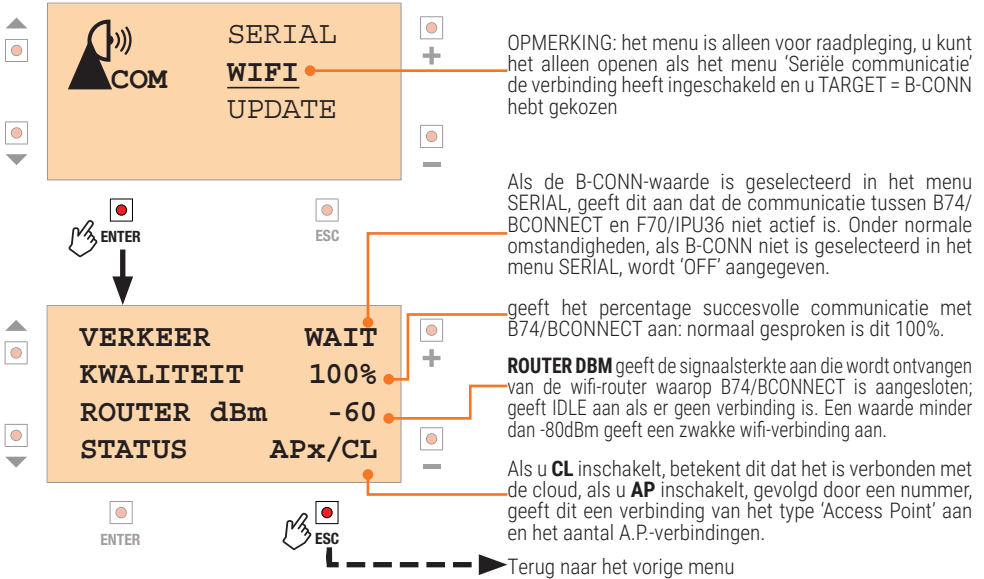 COM
SERIAL
WIFI
UPDATE
+
−
ENTER
ESC
OPMERKING: het menu is alleen voor raadpleging, u kunt
het alleen openen als het menu ‘Seriële communicatie’
de verbinding heeft ingeschakeld en u TARGET = B-CONN
hebt gekozen
Als de B-CONN-waarde is geselecteerd in het menu
SERIAL, geeft dit aan dat de communicatie tussen B74/
BCONNECT en F70/IPU36 niet actief is. Onder normale
omstandigheden, als B-CONN niet is geselecteerd in het
menu SERIAL, wordt ‘OFF’ aangegeven.
VERKEER WAIT
KWALITEIT 100%
ROUTER dBm -60
STATUS APx/CL
+
−
geeft het percentage succesvolle communicatie met
B74/BCONNECT aan: normaal gesproken is dit 100%.
ROUTER DBM geeft de signaalsterkte aan die wordt ontvangen
van de wifi-router waarop B74/BCONNECT is aangesloten;
geeft IDLE aan als er geen verbinding is. Een waarde minder
dan -80dBm geeft een zwakke wifi-verbinding aan.
Als u CL inschakelt, betekent dit dat het is verbonden met
de cloud, als u AP inschakelt, gevolgd door een nummer,
geeft dit een verbinding van het type ‘Access Point’ aan
en het aantal A.P.-verbindingen.
ENTER
ESC
Terug naar het vorige menu